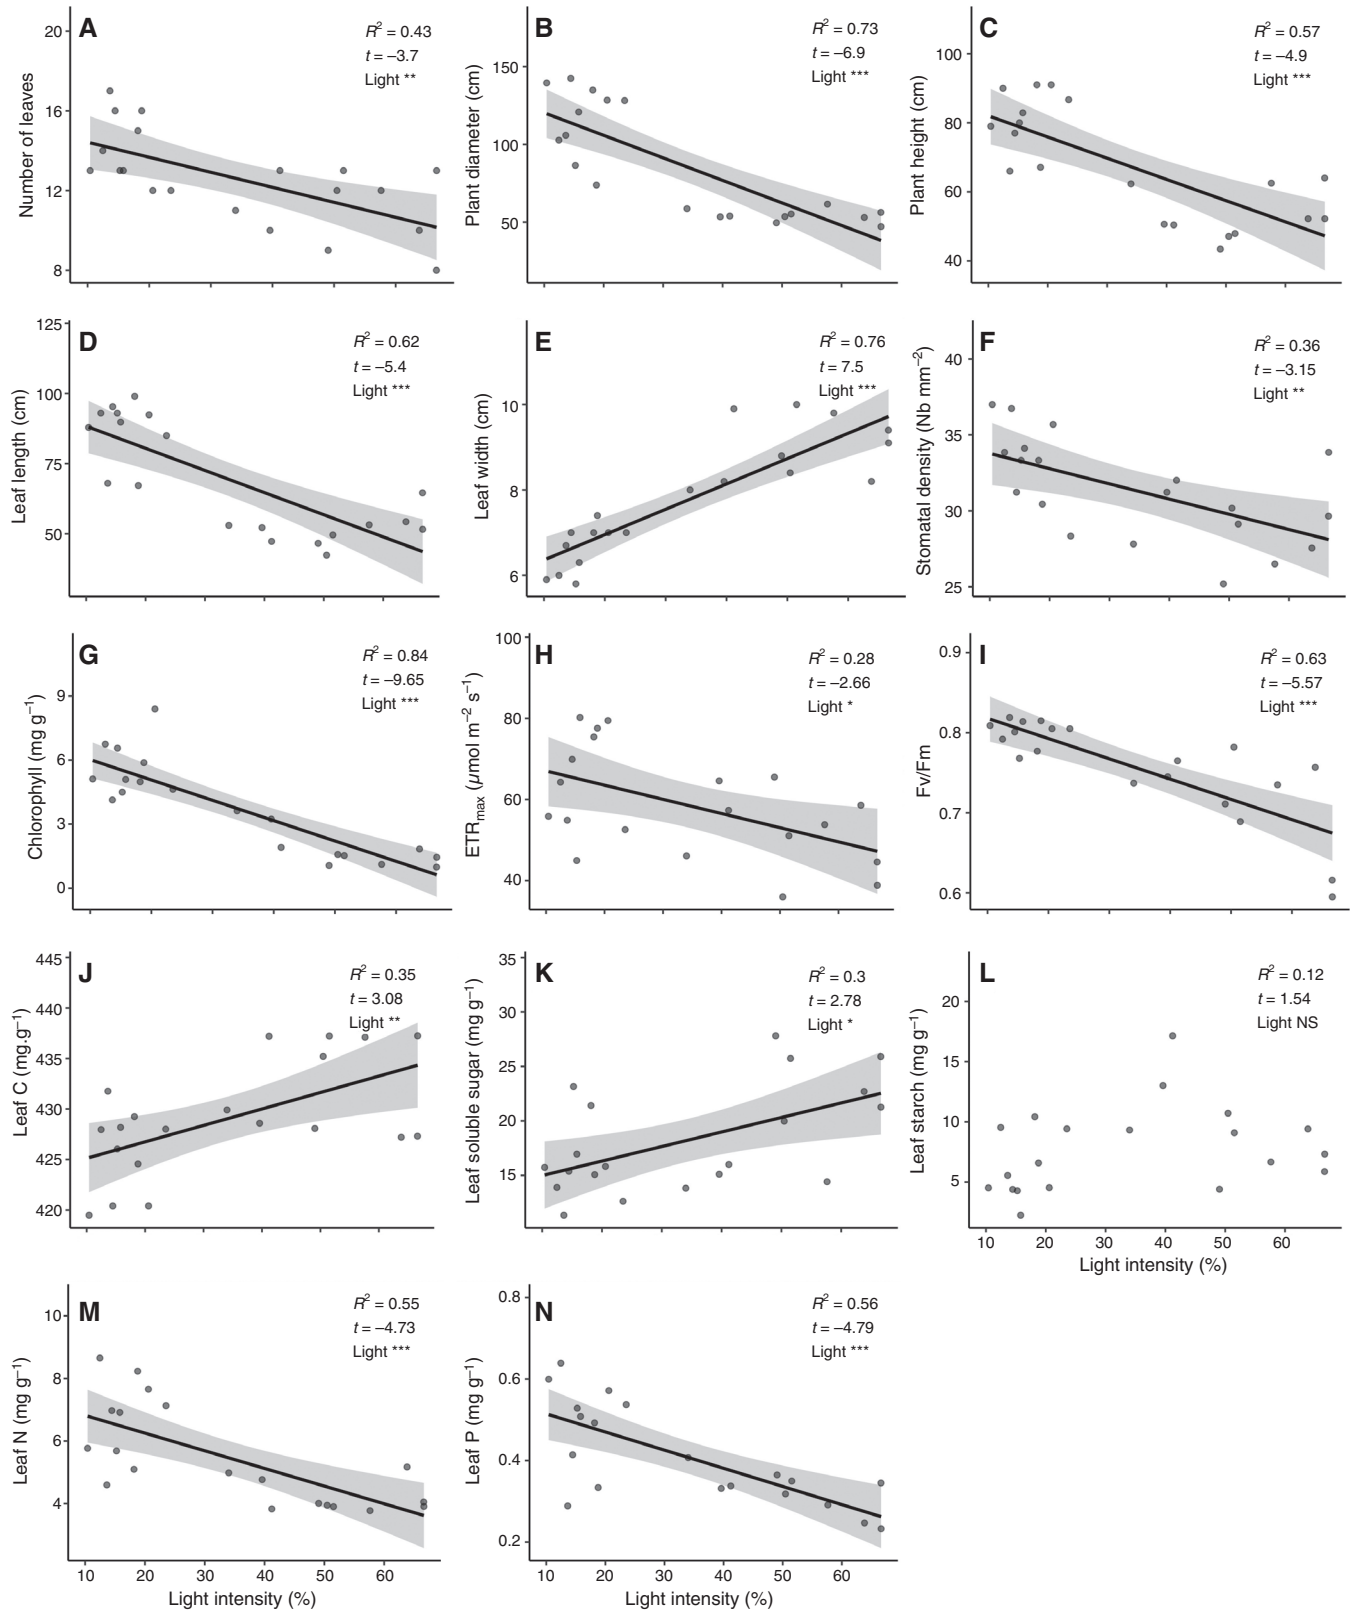 A
R² = 0.43
t = –3.7
Light **
Number of leaves
20
16
12
8
B
R² = 0.73
t = –6.9
Light ***
Plant diameter (cm)
150
100
50
C
R² = 0.57
t = –4.9
Light ***
Plant height (cm)
100
80
60
40
D
R² = 0.62
t = –5.4
Light ***
Leaf length (cm)
125
100
75
50
E
R² = 0.76
t = 7.5
Light ***
Leaf width (cm)
10
8
6
F
R² = 0.36
t = –3.15
Light **
Stomatal density (Nb mm⁻²)
40
35
30
25
G
R² = 0.84
t = –9.65
Light ***
Chlorophyll (mg g⁻¹)
9
6
3
0
H
R² = 0.28
t = –2.66
Light *
ETRmax (µmol m⁻² s⁻¹)
100
80
60
40
I
R² = 0.63
t = –5.57
Light ***
Fv/Fm
0.9
0.8
0.7
0.6
J
R² = 0.35
t = 3.08
Light **
Leaf C (mg.g⁻¹)
445
440
435
430
425
420
K
R² = 0.3
t = 2.78
Light *
Leaf soluble sugar (mg g⁻¹)
35
30
25
20
15
L
R² = 0.12
t = 1.54
Light NS
Leaf starch (mg g⁻¹)
20
15
10
5
10 20 30 40 50 60
Light intensity (%)
M
R² = 0.55
t = –4.73
Light ***
Leaf N (mg g⁻¹)
10
8
6
4
10 20 30 40 50 60
Light intensity (%)
N
R² = 0.56
t = –4.79
Light ***
Leaf P (mg g⁻¹)
0.8
0.6
0.4
0.2
10 20 30 40 50 60
Light intensity (%)